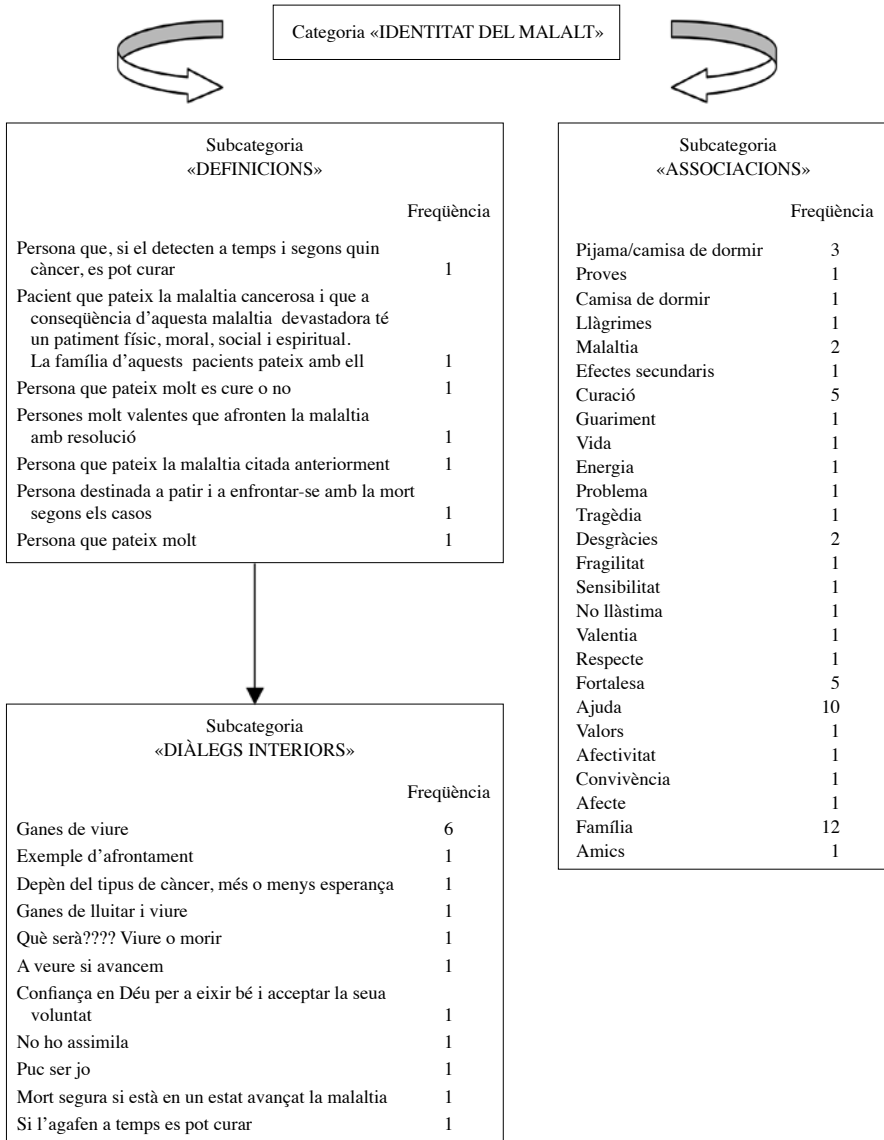 Categoria «IDENTITAT DEL MALALT»
Subcategoria
«DEFINICIONS»
Freqüència
Persona que, si el detecten a temps i segons quin
càncer, es pot curar 1
Pacient que pateix la malaltia cancerosa i que a
conseqüència d'aquesta malaltia devastadora té
un patiment físic, moral, social i espiritual.
La família d'aquests pacients pateix amb ell 1
Persona que pateix molt es cure o no 1
Persones molt valentes que afronten la malaltia
amb resolució 1
Persona que pateix la malaltia citada anteriorment 1
Persona destinada a patir i a enfrontar-se amb la mort
segons els casos 1
Persona que pateix molt 1
Subcategoria
«DIÀLEGS INTERIORS»
Freqüència
Ganes de viure 6
Exemple d'afrontament 1
Depèn del tipus de càncer, més o menys esperança 1
Ganes de lluitar i viure 1
Què serà???? Viure o morir 1
A veure si avancem 1
Confiança en Déu per a eixir bé i acceptar la seua
voluntat 1
No ho assimila 1
Puc ser jo 1
Mort segura si està en un estat avançat la malaltia 1
Si l'agafen a temps es pot curar 1
Subcategoria
«ASSOCIACIONS»
Freqüència
Pijama/camisa de dormir 3
Proves 1
Camisa de dormir 1
Llàgrimes 1
Malaltia 2
Efectes secundaris 1
Curació 5
Guariment 1
Vida 1
Energia 1
Problema 1
Tragèdia 1
Desgràcies 2
Fragilitat 1
Sensibilitat 1
No llàstima 1
Valentia 1
Respecte 1
Fortalesa 5
Ajuda 10
Valors 1
Afectivitat 1
Convivència 1
Afecte 1
Família 12
Amics 1